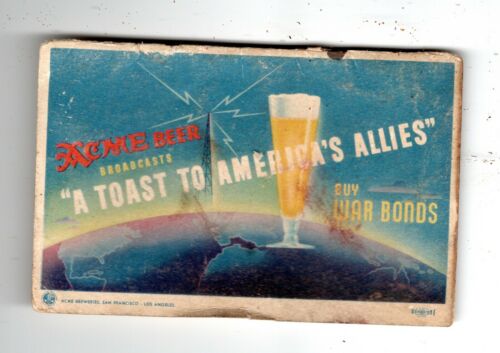 ACME BEER
BROADCASTS
"A TOAST TO AMERICA'S ALLIES"
BUY
WAR BONDS
ACME BREWERIES, SAN FRANCISCO - LOS ANGELES